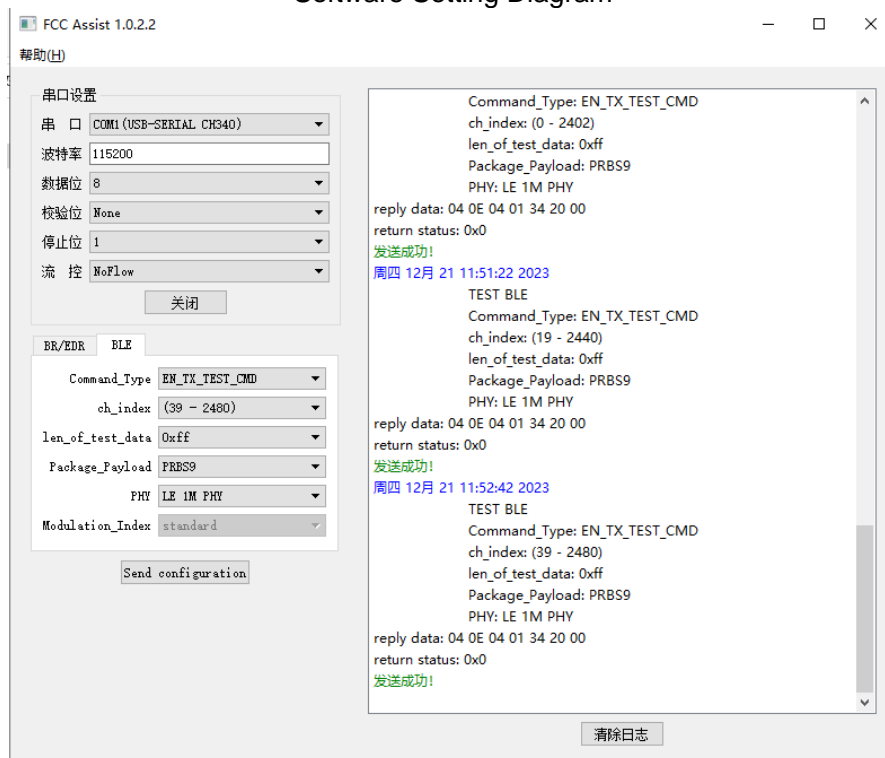 Software Setting Diagram
FCC Assist 1.0.2.2
帮助(H)
串口设置
串 口 COM1(USB-SERIAL CH340)
波特率 115200
数据位 8
校验位 None
停止位 1
流 控 NoFlow
关闭
BR/EDR BLE
Command_Type EN_TX_TEST_CMD
ch_index (39 - 2480)
len_of_test_data 0xff
Package_Payload PRBS9
PHY LE 1M PHY
Modulation_Index standard
Send configuration
Command_Type: EN_TX_TEST_CMD
ch_index: (0 - 2402)
len_of_test_data: 0xff
Package_Payload: PRBS9
PHY: LE 1M PHY
reply data: 04 0E 04 01 34 20 00
return status: 0x0
发送成功!
周四 12月 21 11:51:22 2023
TEST BLE
Command_Type: EN_TX_TEST_CMD
ch_index: (19 - 2440)
len_of_test_data: 0xff
Package_Payload: PRBS9
PHY: LE 1M PHY
reply data: 04 0E 04 01 34 20 00
return status: 0x0
发送成功!
周四 12月 21 11:52:42 2023
TEST BLE
Command_Type: EN_TX_TEST_CMD
ch_index: (39 - 2480)
len_of_test_data: 0xff
Package_Payload: PRBS9
PHY: LE 1M PHY
reply data: 04 0E 04 01 34 20 00
return status: 0x0
发送成功!
清除日志